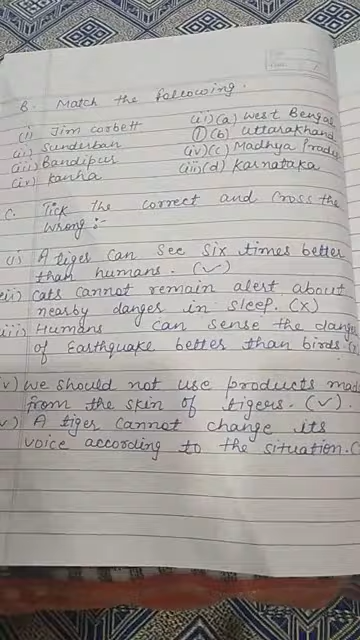 B. Match the following.
(i) Jim corbett (ii)(a) West Bengal
(ii) Sunderban (i)(b) Uttarakhand
(iii) Bandipur (iv)(c) Madhya Prades
(iv) Kanha (iii)(d) Karnataka
C. Tick the correct and cross the
wrong :-
(i) A tiger can see six times better
than humans. (✓)
(ii) cats cannot remain alert about
nearby danger in sleep. (X)
(iii) Humans can sense the dange
of Earthquake better than birds (x
iv) we should not use products mad
from the skin of tigers. (✓)
v) A tiger cannot change its
voice according to the situation. (